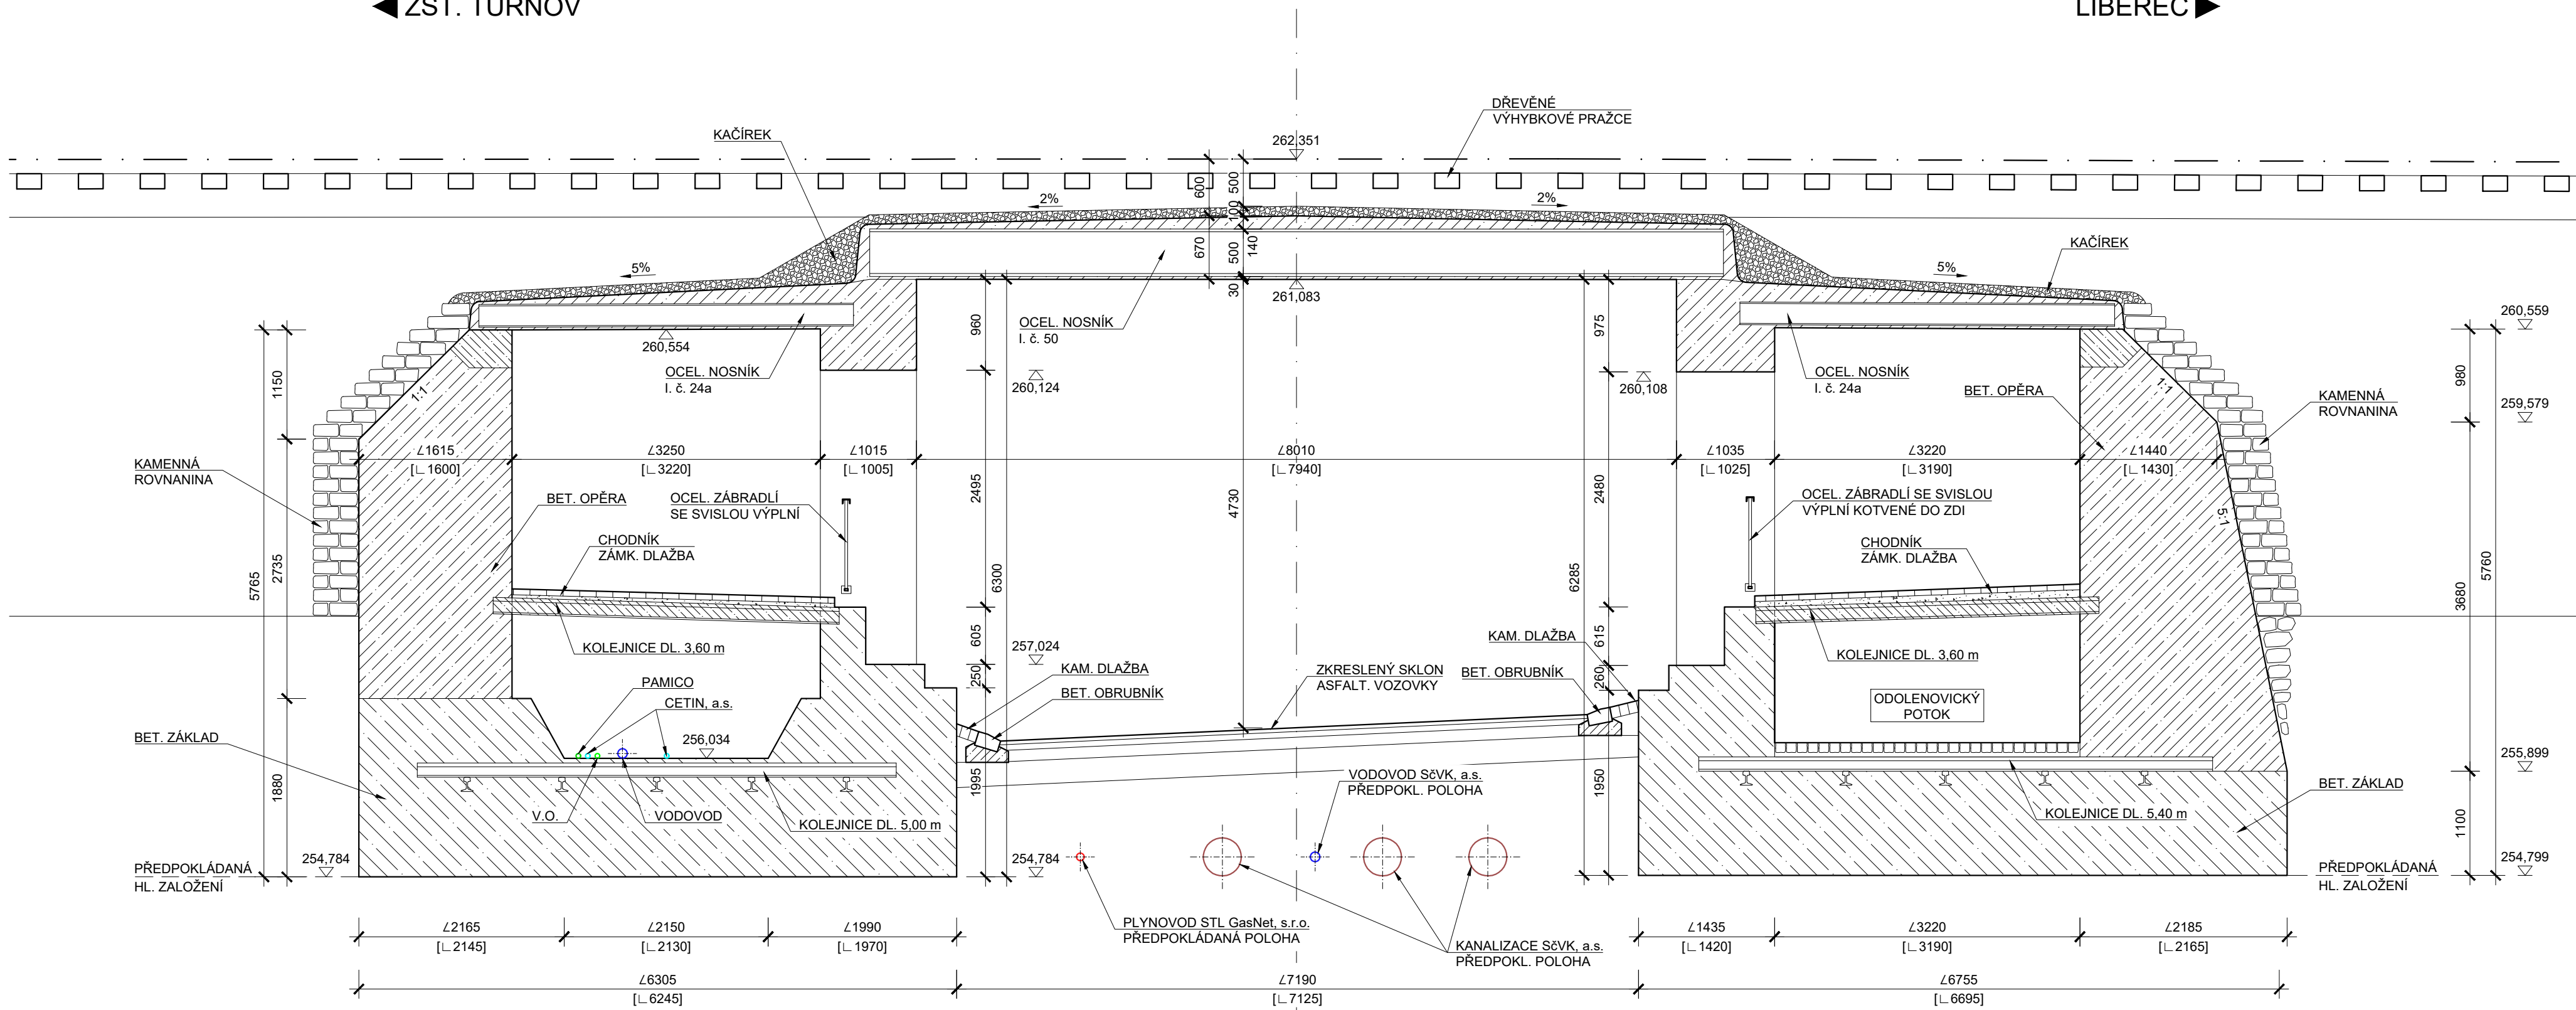 ŽST. TURNOV
LIBEREC
DŘEVĚNÉ
VÝHYBKOVÉ PRAŽCE
KAČÍREK
262,351
600
500
2%
2%
100
670
500
140
30
261,083
KAČÍREK
5%
5%
OCEL. NOSNÍK
I. č. 50
260,554
OCEL. NOSNÍK
I. č. 24a
960
260,124
975
260,108
OCEL. NOSNÍK
I. č. 24a
BET. OPĚRA
260,559
259,579
980
KAMENNÁ
ROVNANINA
1150
1:1
1:1
5:1
∠1615
[∟1600]
∠3250
[∟3220]
∠1015
[∟1005]
∠8010
[∟7940]
∠1035
[∟1025]
∠3220
[∟3190]
∠1440
[∟1430]
KAMENNÁ
ROVNANINA
BET. OPĚRA
OCEL. ZÁBRADLÍ
SE SVISLOU VÝPLNÍ
2495
4730
2480
OCEL. ZÁBRADLÍ SE SVISLOU
VÝPLNÍ KOTVENÉ DO ZDI
CHODNÍK
ZÁMK. DLAŽBA
CHODNÍK
ZÁMK. DLAŽBA
5765
2735
6300
6285
3680
5760
KOLEJNICE DL. 3,60 m
605
257,024
250
KAM. DLAŽBA
BET. OBRUBNÍK
ZKRESLENÝ SKLON
ASFALT. VOZOVKY
KAM. DLAŽBA
BET. OBRUBNÍK
615
260
KOLEJNICE DL. 3,60 m
PAMICO
CETIN, a.s.
256,034
ODOLENOVICKÝ
POTOK
BET. ZÁKLAD
255,899
1880
V.O.
VODOVOD
KOLEJNICE DL. 5,00 m
1995
VODOVOD SčVK, a.s.
PŘEDPOKL. POLOHA
1950
KOLEJNICE DL. 5,40 m
BET. ZÁKLAD
1100
PŘEDPOKLÁDANÁ
HL. ZALOŽENÍ
254,784
254,784
254,799
PŘEDPOKLÁDANÁ
HL. ZALOŽENÍ
PLYNOVOD STL GasNet, s.r.o.
PŘEDPOKLÁDANÁ POLOHA
KANALIZACE SčVK, a.s.
PŘEDPOKL. POLOHA
∠2165
[∟2145]
∠2150
[∟2130]
∠1990
[∟1970]
∠1435
[∟1420]
∠3220
[∟3190]
∠2185
[∟2165]
∠6305
[∟6245]
∠7190
[∟7125]
∠6755
[∟6695]